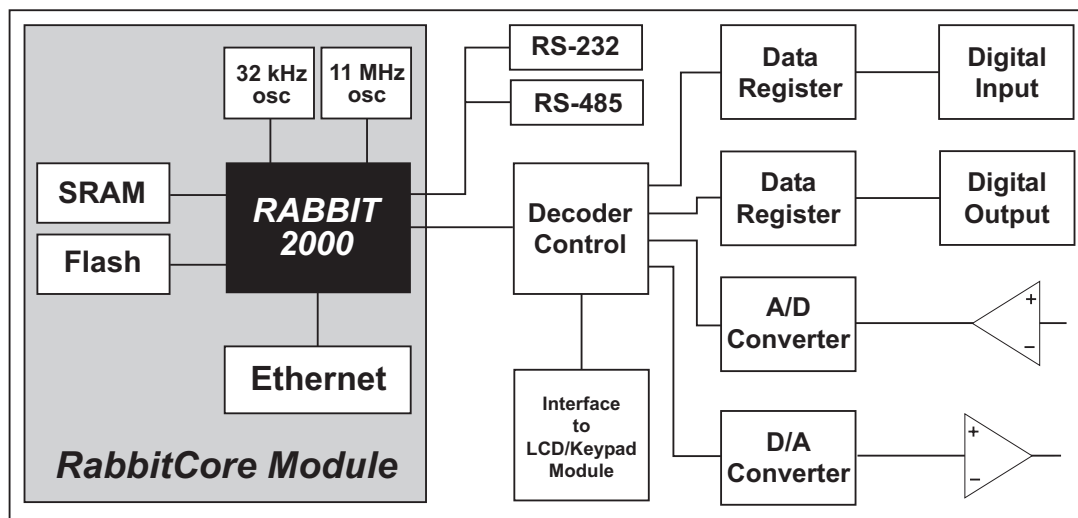 32 kHz
osc
11 MHz
osc
SRAM
Flash
RABBIT
2000
Ethernet
RabbitCore Module
RS-232
RS-485
Decoder
Control
Interface
to
LCD/Keypad
Module
Data
Register
Digital
Input
Data
Register
Digital
Output
A/D
Converter
+
−
D/A
Converter
+
−